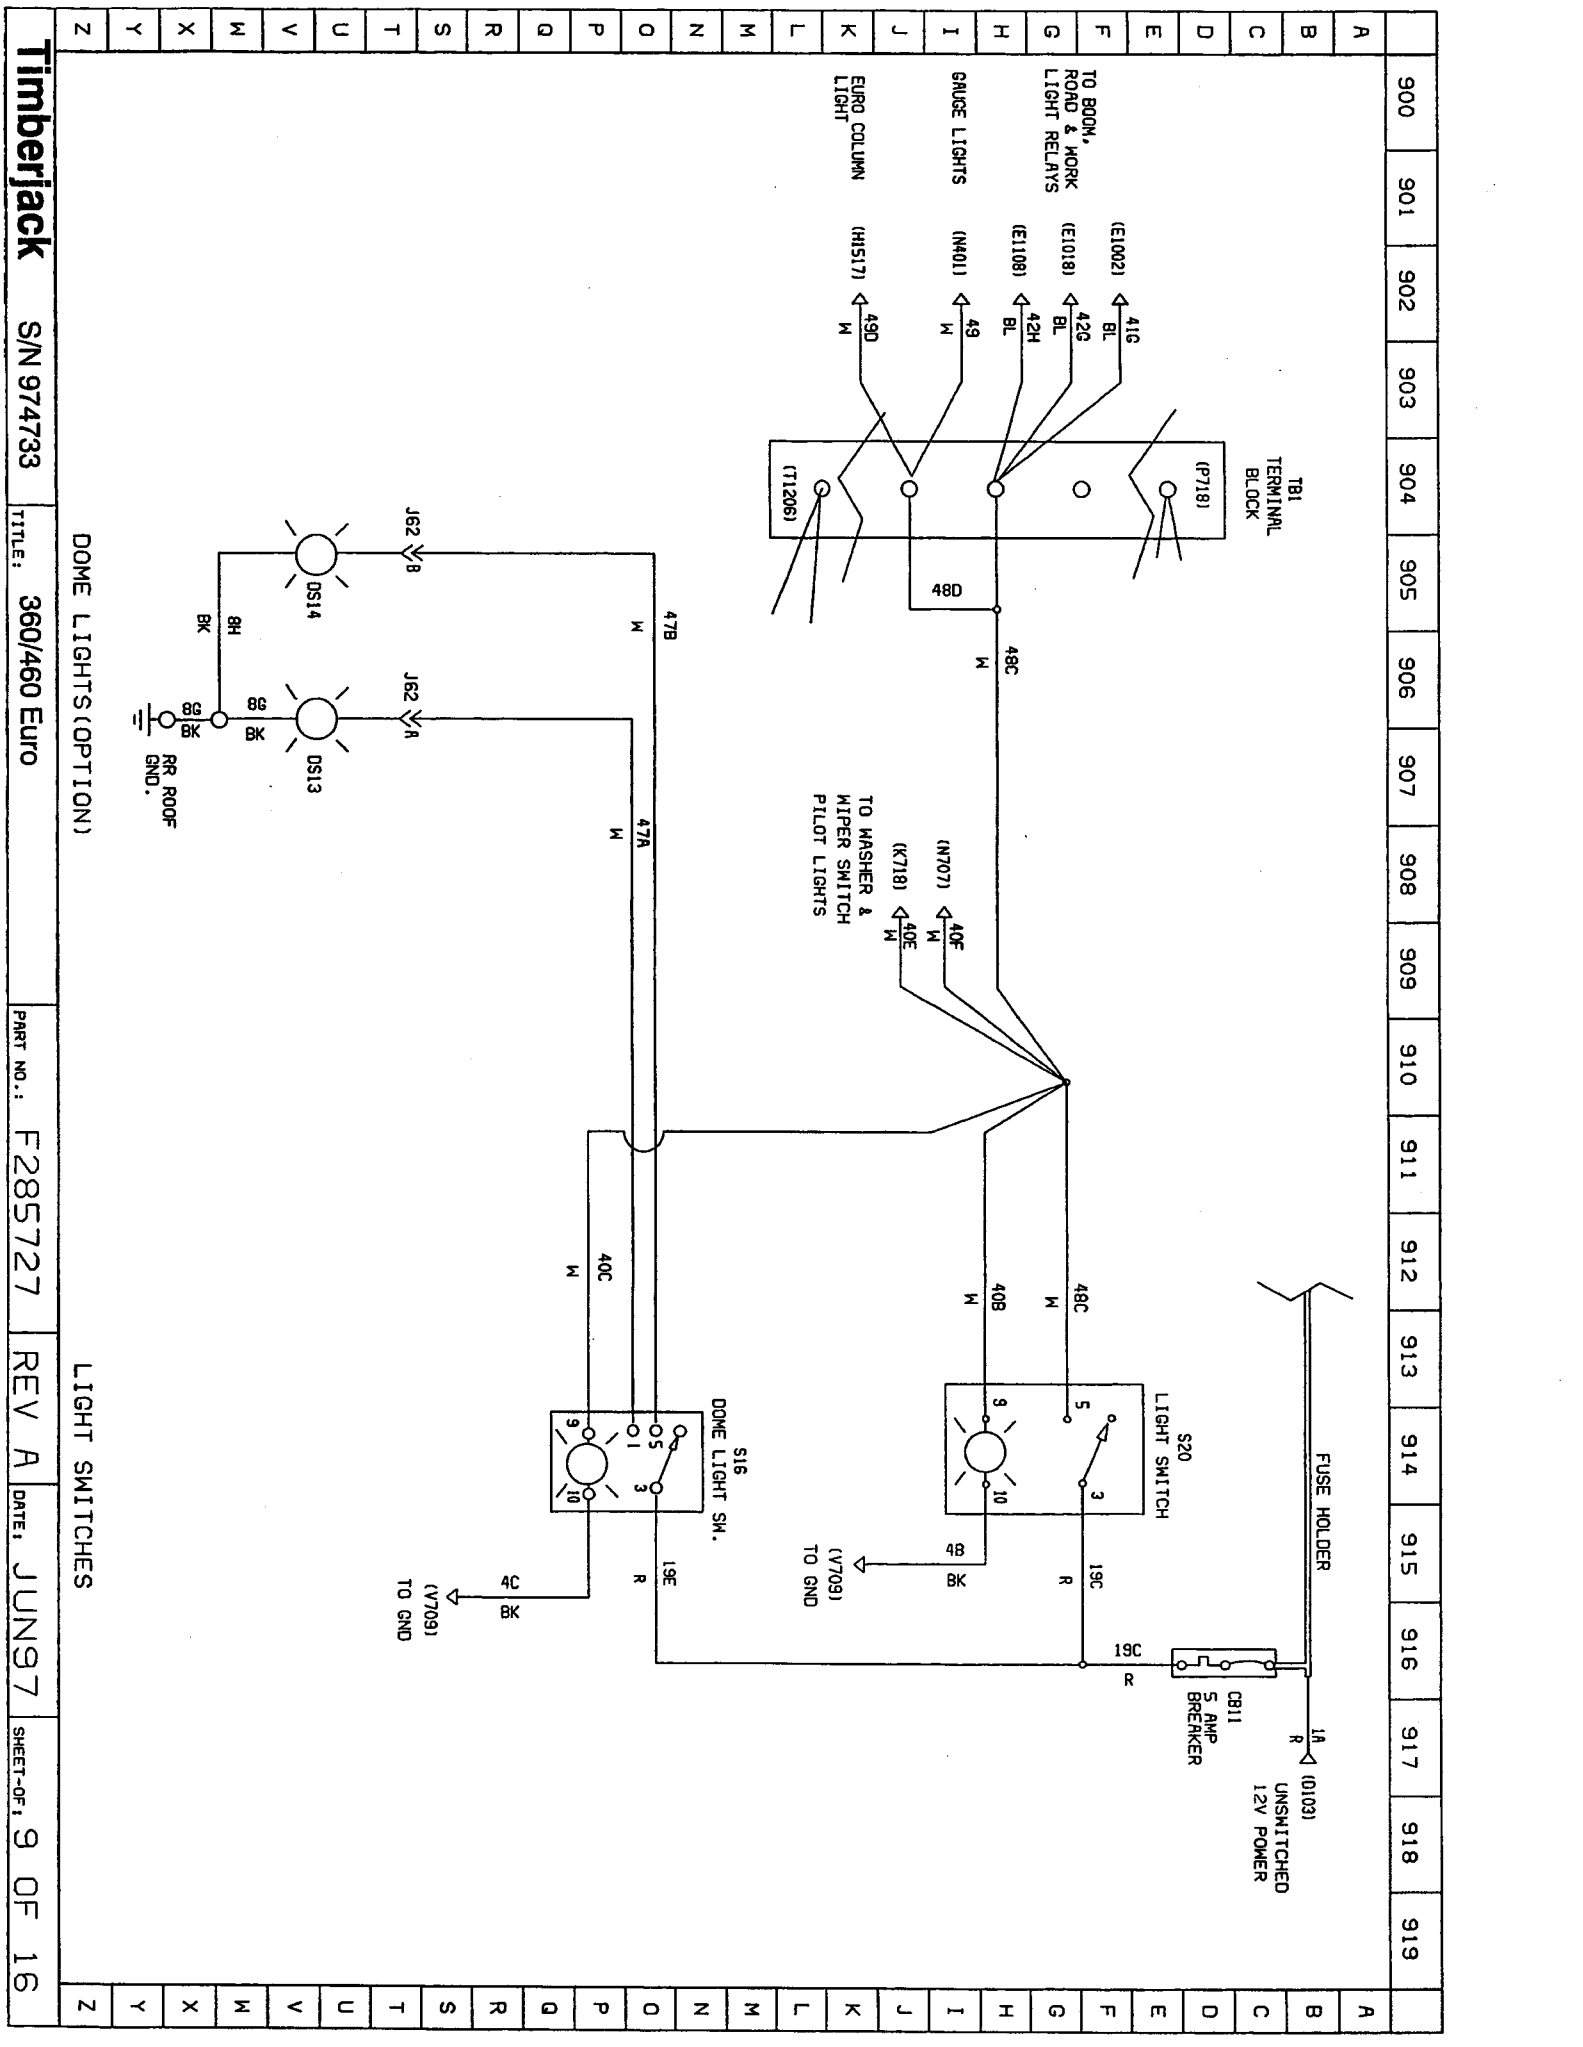 900 901 902 903 904 905 906 907 908 909 910 911 912 913 914 915 916 917 918 919
A A
B B
C C
D D
E E
F F
G G
H H
I I
J J
K K
L L
M M
N N
O O
P P
Q Q
R R
S S
T T
U U
V V
W W
X X
Y Y
Z Z
TO BOOM,
ROAD & WORK
LIGHT RELAYS
GAUGE LIGHTS
EURO COLUMN
LIGHT
(E1002)
41G
BL
(E1018)
42G
BL
(E1108)
42H
BL
(N401)
49
W
(H1517)
49D
W
TB1
TERMINAL
BLOCK
(P718)
(T1206)
48D
48C
W
TO WASHER &
WIPER SWITCH
PILOT LIGHTS
(N707)
40F
W
(K718)
40E
W
48C
W
40B
W
40C
W
FUSE HOLDER
1A
R
(D103)
UNSWITCHED
12V POWER
CB11
5 AMP
BREAKER
19C
R
S20
LIGHT SWITCH
5
3
9
10
19C
R
4B
BK
(V709)
TO GND
S16
DOME LIGHT SW.
5
1
3
9
10
19E
R
4C
BK
(V709)
TO GND
47B
W
47A
W
J62
B
J62
A
DS14
DS13
8H
BK
8G
BK
8G
BK
RR ROOF
GND.
DOME LIGHTS(OPTION)
LIGHT SWITCHES
Timberjack S/N 974733 TITLE: 360/460 Euro PART NO.: F285727 REV A DATE: JUN97 SHEET-OF: 9 OF 16